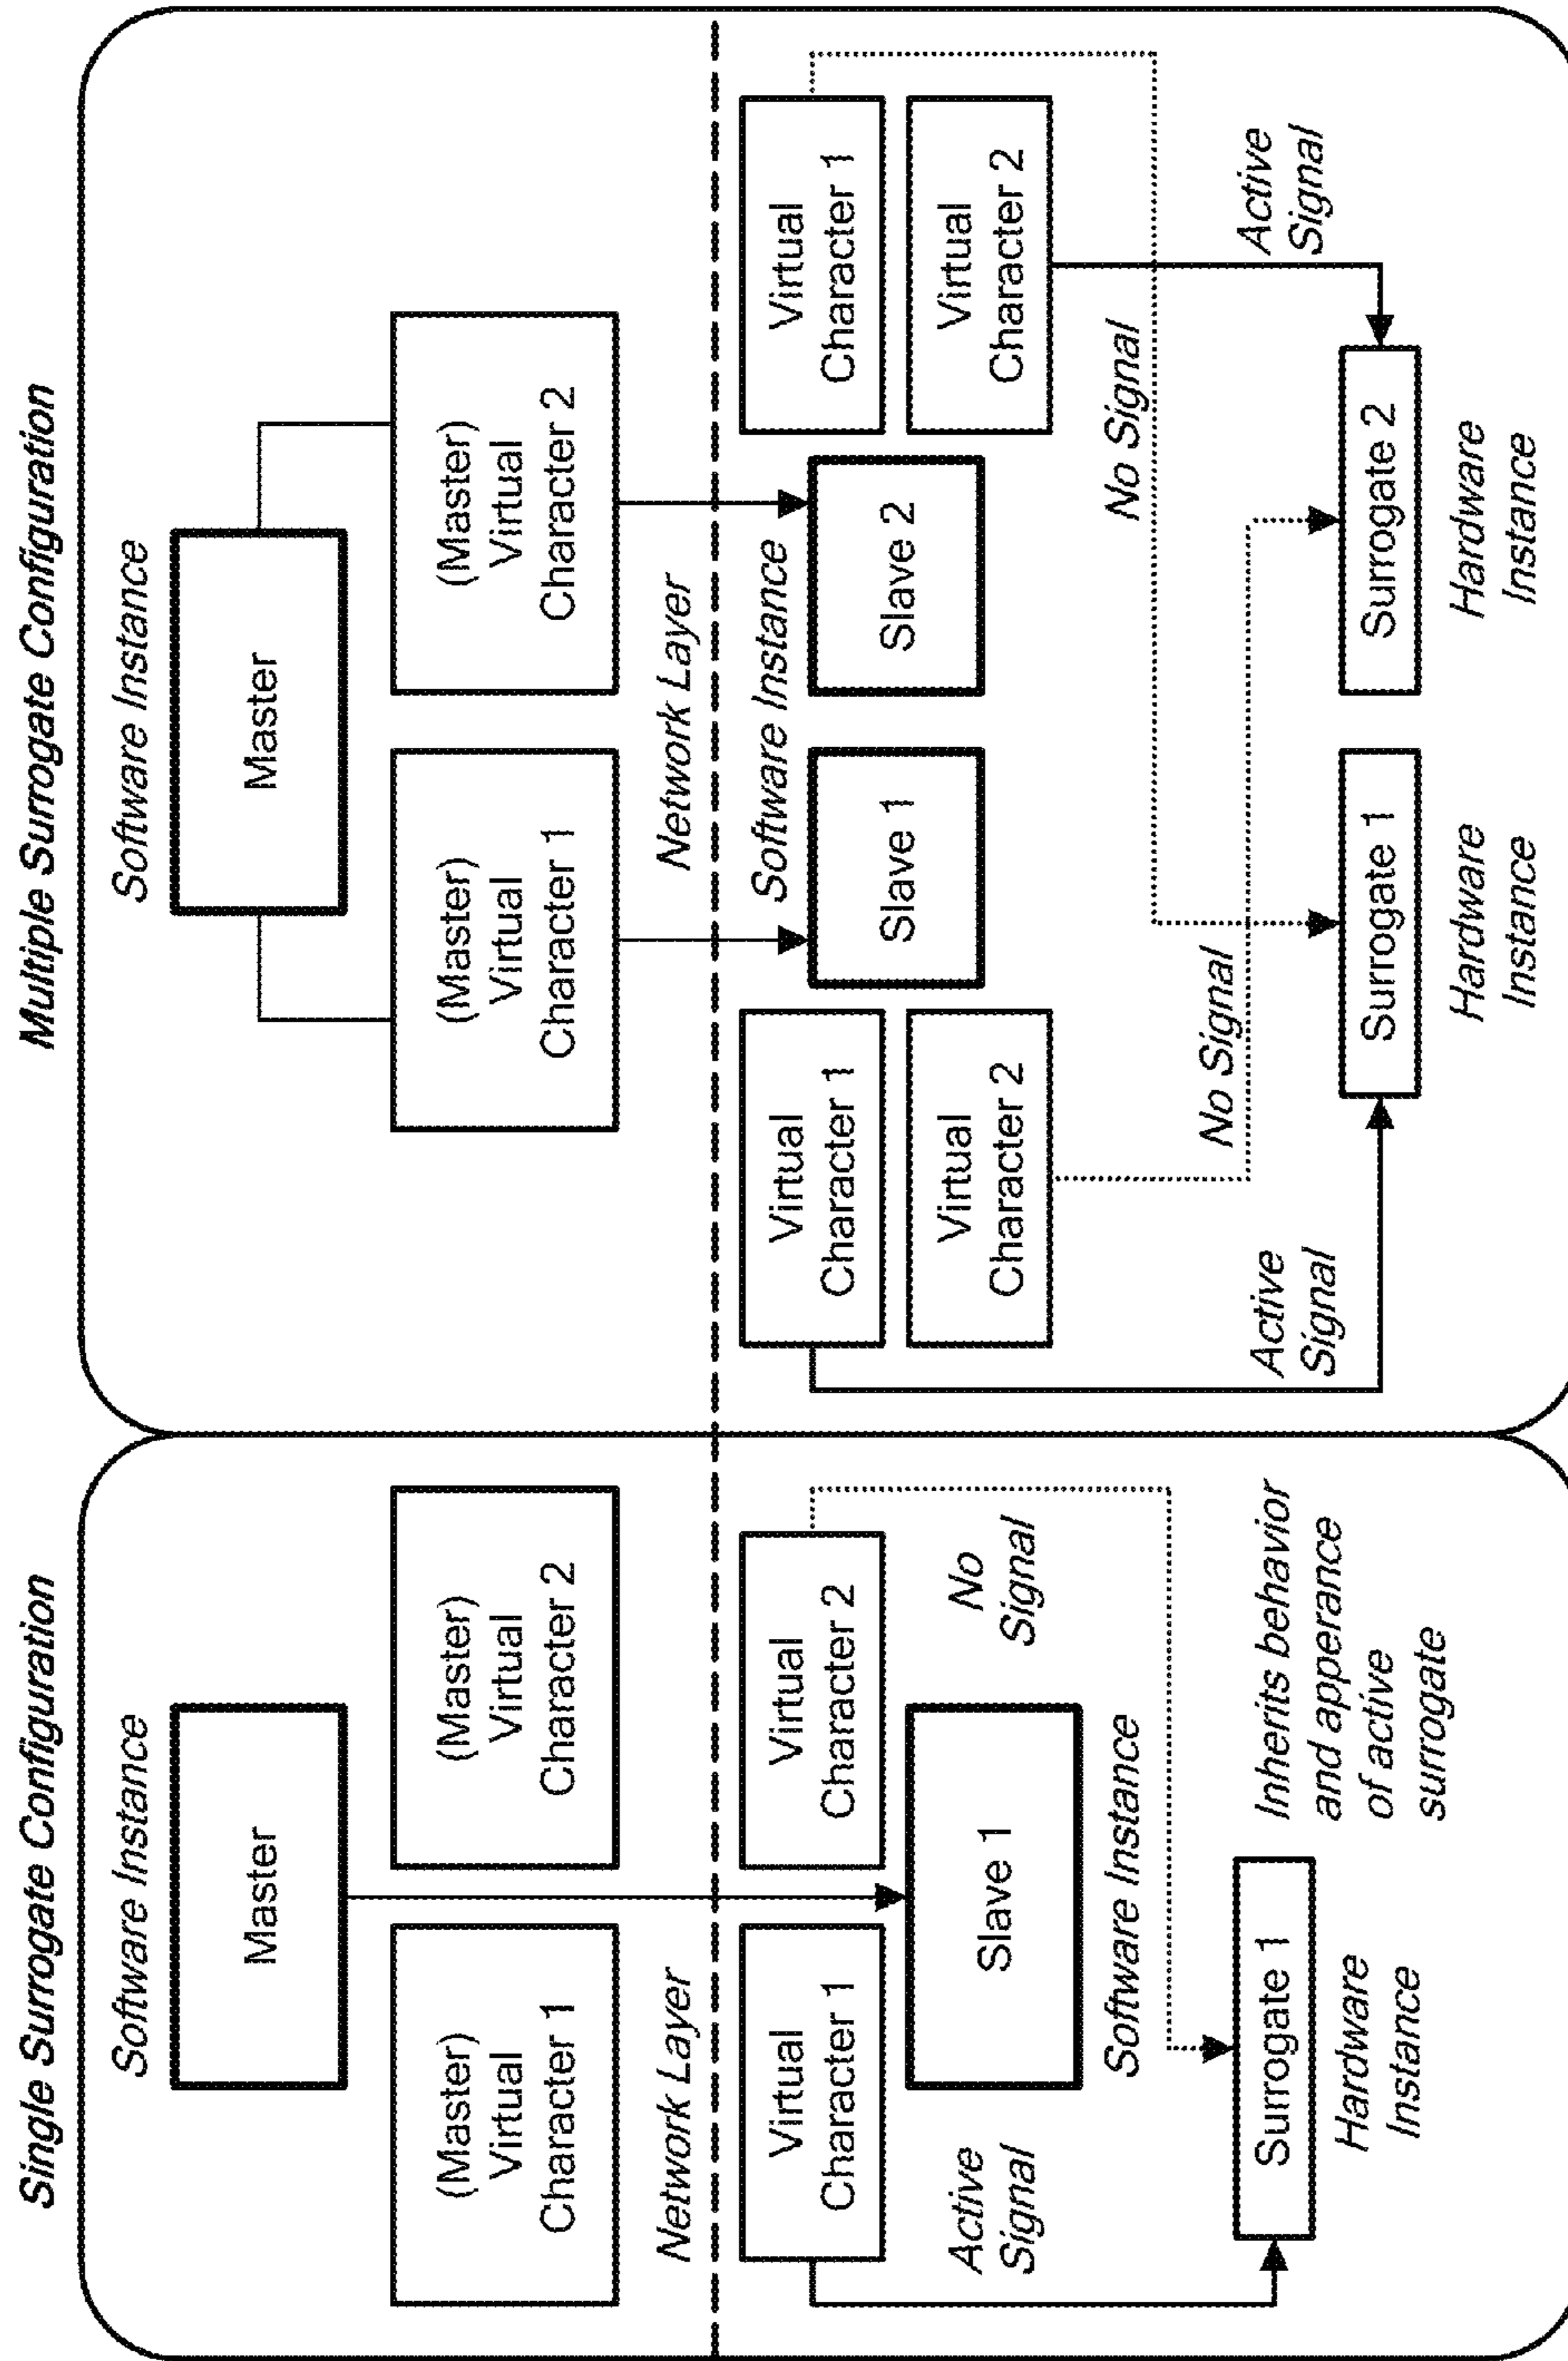 Single Surrogate Configuration
Software Instance
Master
(Master)
Virtual
Character 1
(Master)
Virtual
Character 2
Network Layer
Virtual
Character 1
Virtual
Character 2
Active
Signal
Slave 1
No
Signal
Software Instance
Surrogate 1
Hardware
Instance
Inherits behavior
and apperance
of active
surrogate
Multiple Surrogate Configuration
Software Instance
Master
(Master)
Virtual
Character 1
(Master)
Virtual
Character 2
Network Layer
Software Instance
Virtual
Character 1
Virtual
Character 2
Slave 1
Slave 2
Virtual
Character 1
Virtual
Character 2
No Signal
No Signal
Active
Signal
Active
Signal
Surrogate 1
Hardware
Instance
Surrogate 2
Hardware
Instance